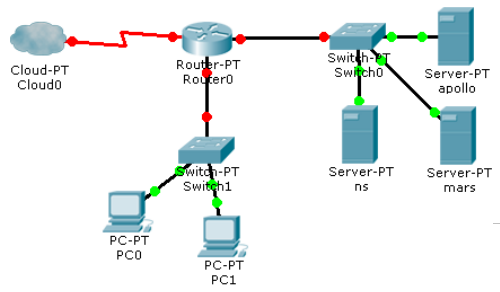 Cloud-PT
Cloud0
Router-PT
Router0
Switch-PT
Switch0
Server-PT
apollo
Server-PT
ns
Server-PT
mars
Switch-PT
Switch1
PC-PT
PC0
PC-PT
PC1